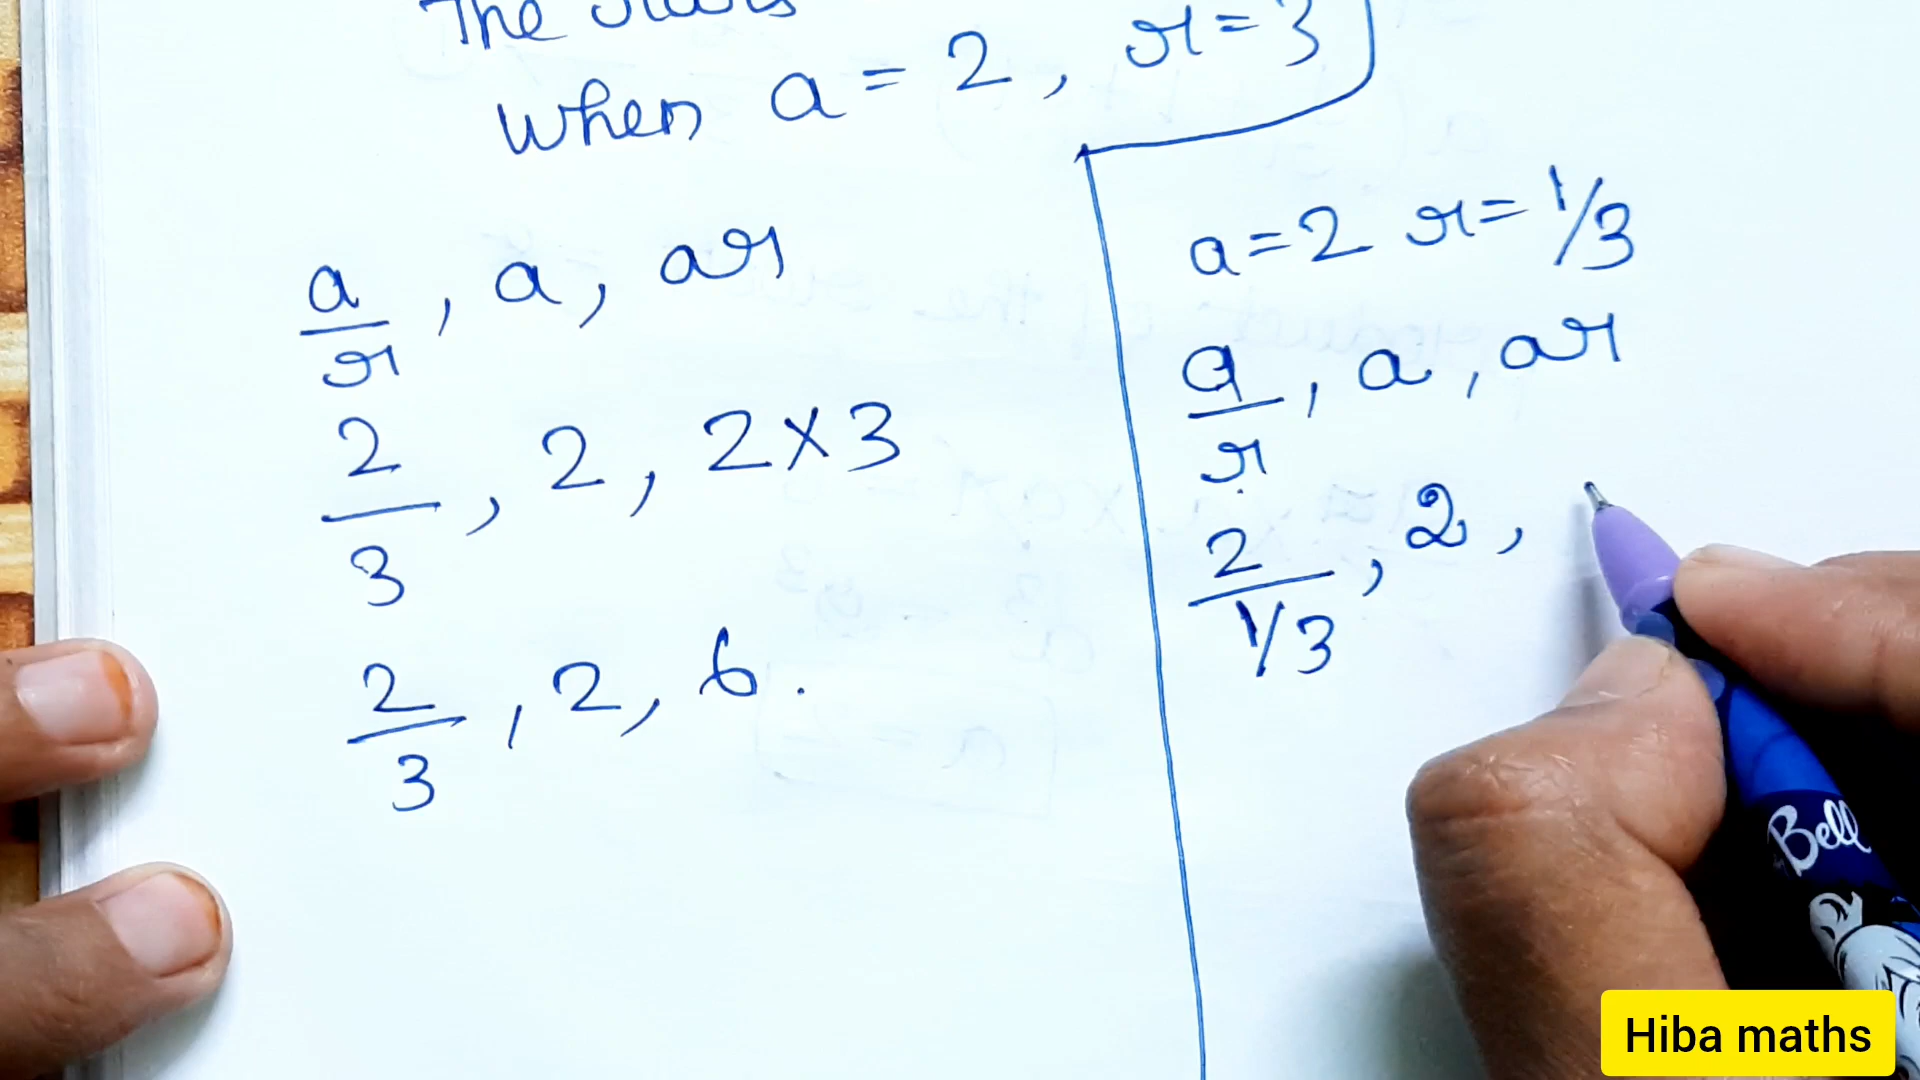 The
when a = 2, r = 3
a/r, a, ar
2/3, 2, 2×3
2/3, 2, 6.
a=2 r=1/3
a/r, a, ar
2/1/3, 2,
Bell
Hiba maths